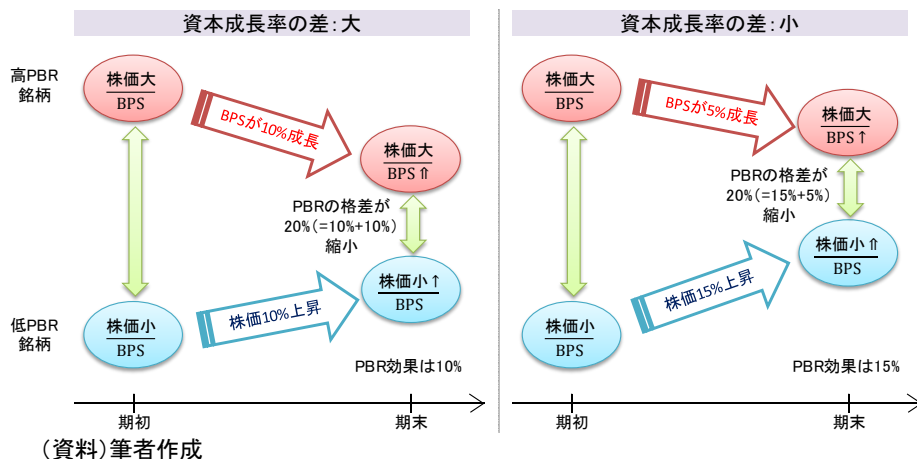 資本成長率の差：大
高PBR
銘柄
株価大
BPS
BPSが10%成長
株価大
BPS⇑
PBRの格差が
20%(=10%+10%)
縮小
株価小↑
BPS
株価10%上昇
低PBR
銘柄
株価小
BPS
PBR効果は10%
期初
期末
資本成長率の差：小
株価大
BPS
BPSが5%成長
株価大
BPS↑
PBRの格差が
20%(=15%+5%)
縮小
株価小⇑
BPS
株価15%上昇
株価小
BPS
PBR効果は15%
期初
期末
（資料）筆者作成